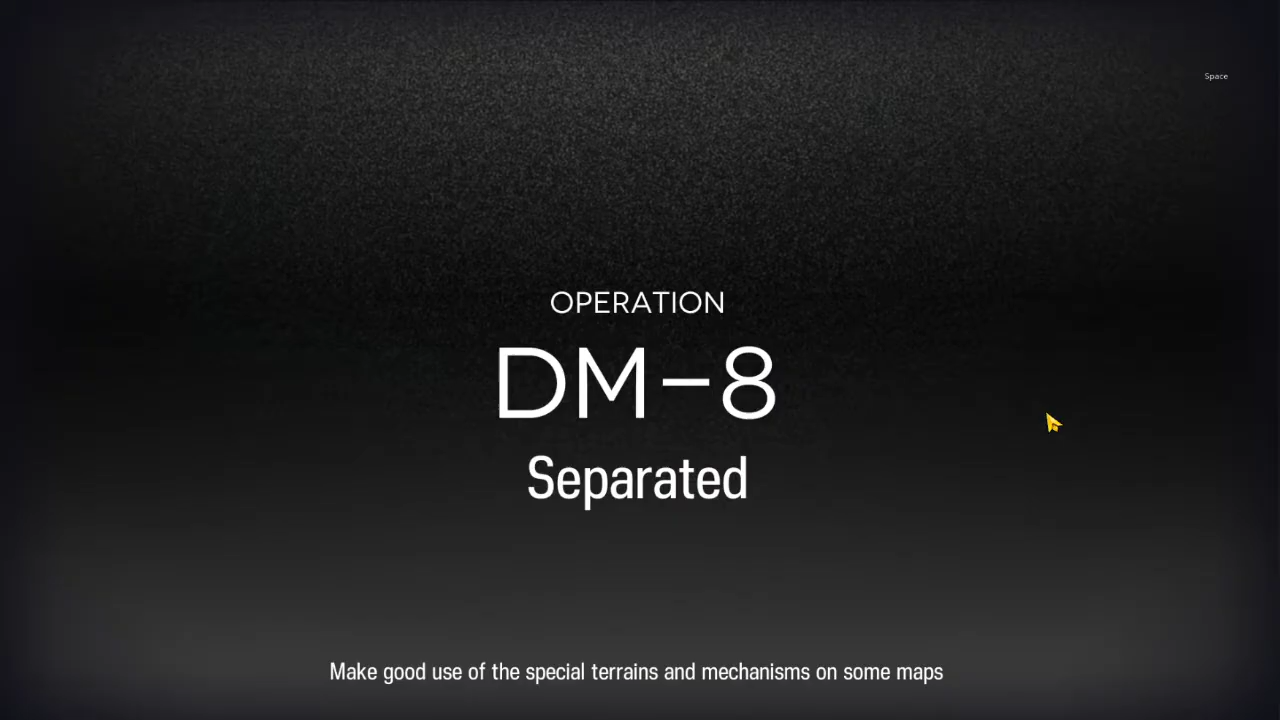 Space
OPERATION
DM-8
Separated
Make good use of the special terrains and mechanisms on some maps